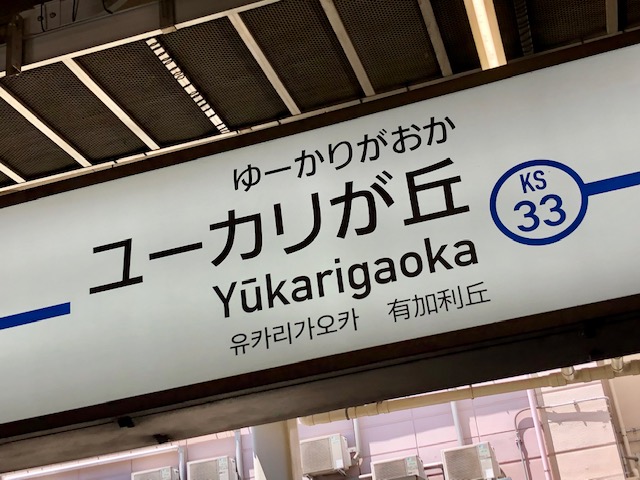 ゆーかりがおか
ユーカリが丘
KS
33
Yūkarigaoka
유카리가오카 有加利丘